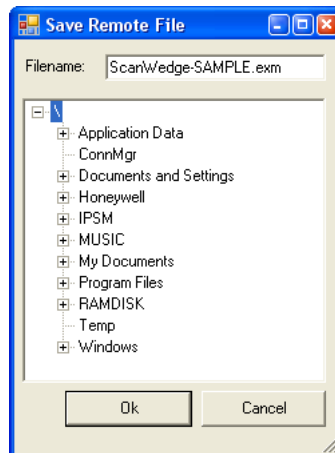 Save Remote File
Filename: ScanWedge-SAMPLE.exm
\
Application Data
ConnMgr
Documents and Settings
Honeywell
IPSM
MUSIC
My Documents
Program Files
RAMDISK
Temp
Windows
Ok Cancel